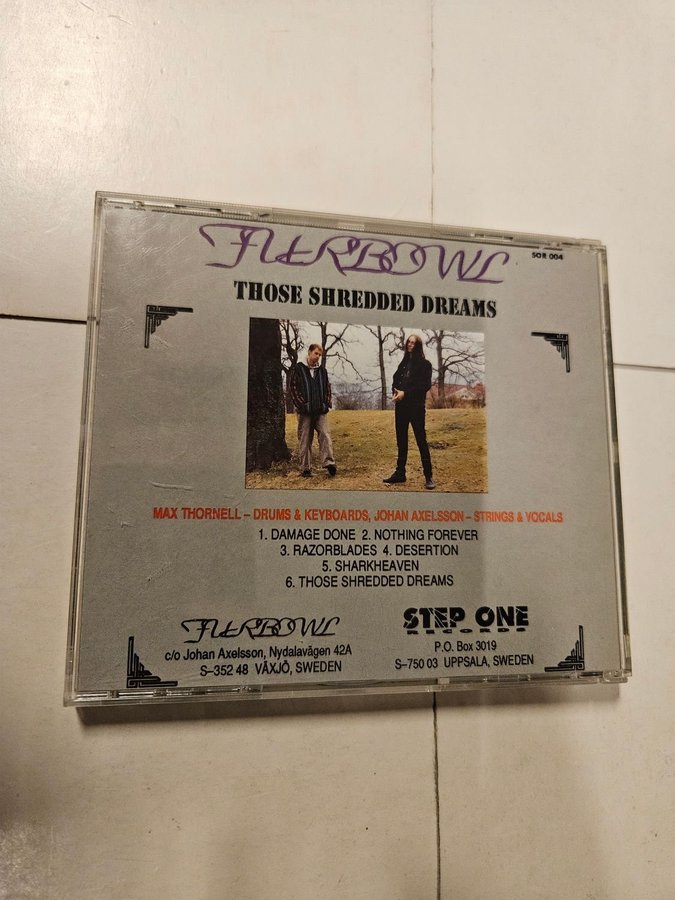 FURBOWL
SOR 004
THOSE SHREDDED DREAMS
MAX THORNELL – DRUMS & KEYBOARDS, JOHAN AXELSSON – STRINGS & VOCALS
1. DAMAGE DONE 2. NOTHING FOREVER
3. RAZORBLADES 4. DESERTION
5. SHARKHEAVEN
6. THOSE SHREDDED DREAMS
FURBOWL
c/o Johan Axelsson, Nydalavägen 42A
S–352 48 VÄXJÖ, SWEDEN
STEP ONE
RECORDS
P.O. Box 3019
S–750 03 UPPSALA, SWEDEN